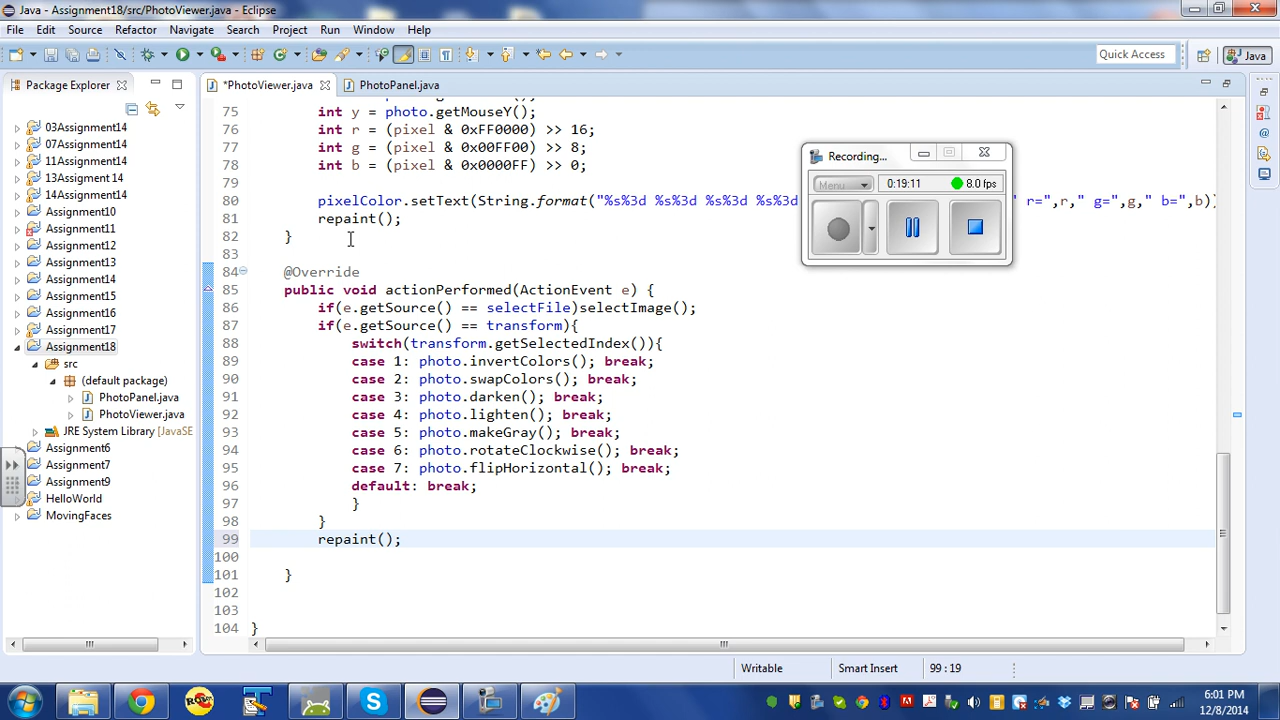 Java - Assignment18/src/PhotoViewer.java - Eclipse
File Edit Source Refactor Navigate Search Project Run Window Help
Quick Access
Java
Package Explorer
*PhotoViewer.java
PhotoPanel.java
03Assignment14
07Assignment14
11Assignment14
13Assignment 14
14Assignment14
Assignment10
Assignment11
Assignment12
Assignment13
Assignment14
Assignment15
Assignment16
Assignment17
Assignment18
src
(default package)
PhotoPanel.java
PhotoViewer.java
JRE System Library [JavaSE
Assignment6
Assignment7
Assignment9
HelloWorld
MovingFaces
75 int y = photo.getMouseY();
76 int r = (pixel & 0xFF0000) >> 16;
77 int g = (pixel & 0x00FF00) >> 8;
78 int b = (pixel & 0x0000FF) >> 0;
79
80 pixelColor.setText(String.format("%s%3d %s%3d %s%3d %s%3d " r=",r," g=",g," b=",b))
81 repaint();
82 }
83
84 @Override
85 public void actionPerformed(ActionEvent e) {
86 if(e.getSource() == selectFile)selectImage();
87 if(e.getSource() == transform){
88 switch(transform.getSelectedIndex()){
89 case 1: photo.invertColors(); break;
90 case 2: photo.swapColors(); break;
91 case 3: photo.darken(); break;
92 case 4: photo.lighten(); break;
93 case 5: photo.makeGray(); break;
94 case 6: photo.rotateClockwise(); break;
95 case 7: photo.flipHorizontal(); break;
96 default: break;
97 }
98 }
99 repaint();
100
101 }
102
103
104 }
Recording...
Menu
0:19:11
8.0 fps
Writable
Smart Insert
99 : 19
6:01 PM
12/8/2014